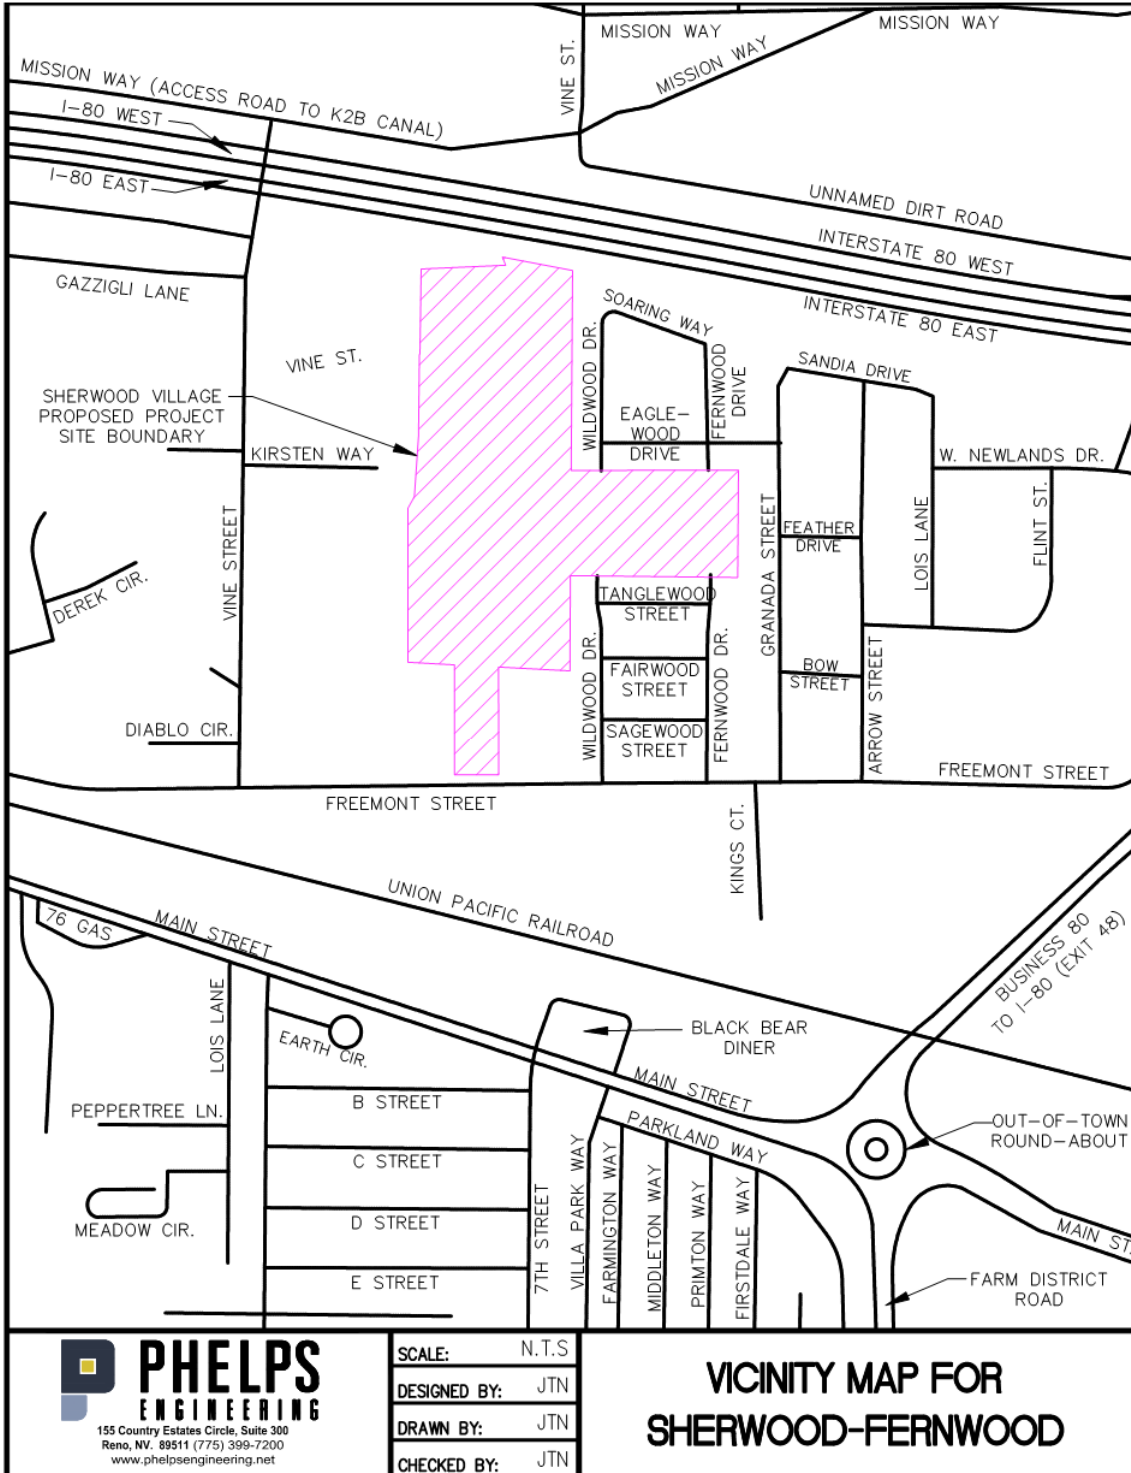 MISSION WAY
MISSION WAY
VINE ST.
MISSION WAY
MISSION WAY (ACCESS ROAD TO K2B CANAL)
I-80 WEST
I-80 EAST
UNNAMED DIRT ROAD
INTERSTATE 80 WEST
INTERSTATE 80 EAST
GAZZIGLI LANE
SOARING WAY
WILDWOOD DR.
FERNWOOD
DRIVE
VINE ST.
SANDIA DRIVE
SHERWOOD VILLAGE
PROPOSED PROJECT
SITE BOUNDARY
EAGLE-
WOOD
DRIVE
KIRSTEN WAY
W. NEWLANDS DR.
VINE STREET
GRANADA STREET
FEATHER
DRIVE
LOIS LANE
FLINT ST.
DEREK CIR.
TANGLEWOOD
STREET
WILDWOOD DR.
FERNWOOD DR.
FAIRWOOD
STREET
BOW
STREET
ARROW STREET
DIABLO CIR.
SAGEWOOD
STREET
FREEMONT STREET
FREEMONT STREET
KINGS CT.
UNION PACIFIC RAILROAD
76 GAS
MAIN STREET
BUSINESS 80
TO I-80 (EXIT 48)
LOIS LANE
EARTH CIR.
BLACK BEAR
DINER
MAIN STREET
B STREET
PEPPERTREE LN.
PARKLAND WAY
OUT-OF-TOWN
ROUND-ABOUT
C STREET
MEADOW CIR.
D STREET
7TH STREET
VILLA PARK WAY
FARMINGTON WAY
MIDDLETON WAY
PRIMTON WAY
FIRSTDALE WAY
MAIN ST.
E STREET
FARM DISTRICT
ROAD
PHELPS
ENGINEERING
155 Country Estates Circle, Suite 300
Reno, NV. 89511 (775) 399-7200
www.phelpsengineering.net
SCALE: N.T.S
DESIGNED BY: JTN
DRAWN BY: JTN
CHECKED BY: JTN
VICINITY MAP FOR
SHERWOOD-FERNWOOD